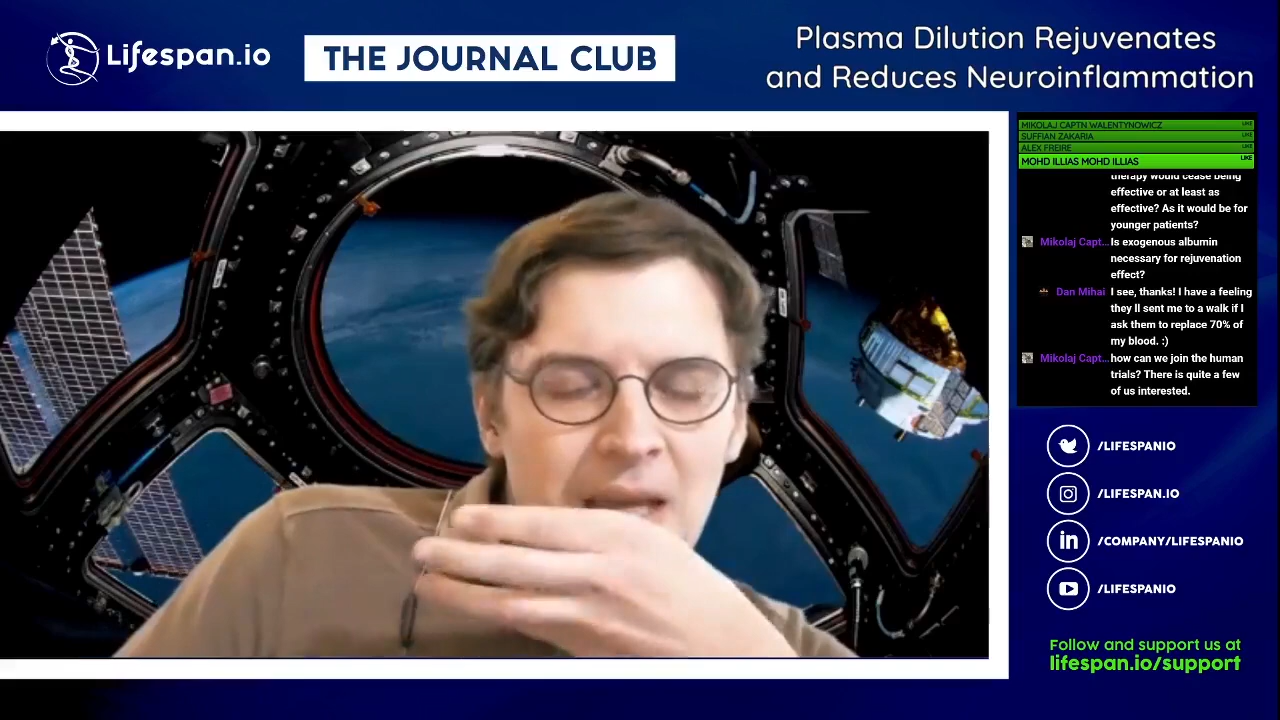 Lifespan.io
THE JOURNAL CLUB
Plasma Dilution Rejuvenates
and Reduces Neuroinflammation
MIKOLAJ CAPTN WALENTYNOWICZ LIKE
SUFFIAN ZAKARIA LIKE
ALEX FREIRE LIKE
MOHD ILLIAS MOHD ILLIAS LIKE
therapy would cease being
effective or at least as
effective? As it would be for
younger patients?
Mikolaj Capt... Is exogenous albumin
necessary for rejuvenation
effect?
Dan Mihai I see, thanks! I have a feeling
they ll sent me to a walk if I
ask them to replace 70% of
my blood. :)
Mikolaj Capt... how can we join the human
trials? There is quite a few
of us interested.
/LIFESPANIO
/LIFESPAN.IO
in /COMPANY/LIFESPANIO
/LIFESPANIO
Follow and support us at
lifespan.io/support